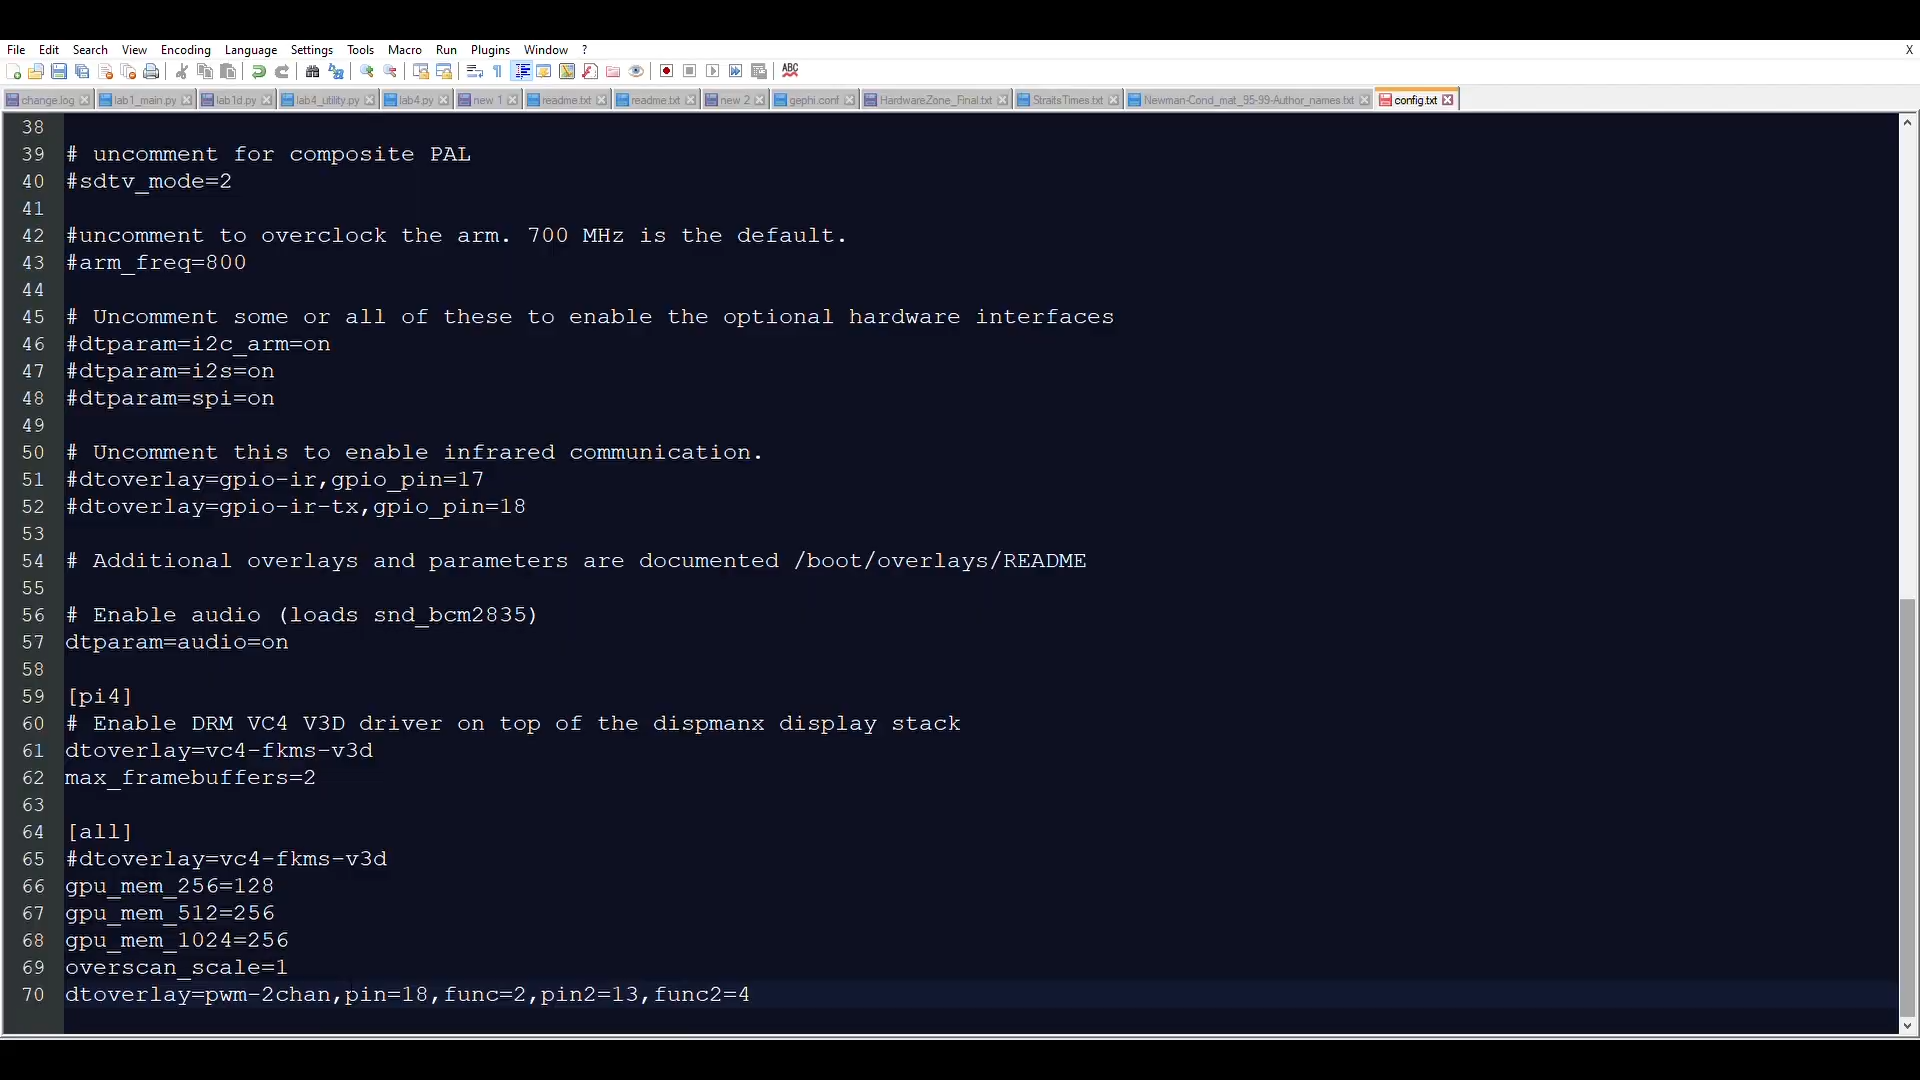 File Edit Search View Encoding Language Settings Tools Macro Run Plugins Window ? X
ABC
change.log lab1_main.py lab1d.py lab4_utility.py lab4.py new 1 readme.txt readme.txt new 2 gephi.conf HardwareZone_Final.txt StraitsTimes.txt Newman-Cond_mat_95-99-Author_names.txt config.txt
38
39 # uncomment for composite PAL
40 #sdtv_mode=2
41
42 #uncomment to overclock the arm. 700 MHz is the default.
43 #arm_freq=800
44
45 # Uncomment some or all of these to enable the optional hardware interfaces
46 #dtparam=i2c_arm=on
47 #dtparam=i2s=on
48 #dtparam=spi=on
49
50 # Uncomment this to enable infrared communication.
51 #dtoverlay=gpio-ir,gpio_pin=17
52 #dtoverlay=gpio-ir-tx,gpio_pin=18
53
54 # Additional overlays and parameters are documented /boot/overlays/README
55
56 # Enable audio (loads snd_bcm2835)
57 dtparam=audio=on
58
59 [pi4]
60 # Enable DRM VC4 V3D driver on top of the dispmanx display stack
61 dtoverlay=vc4-fkms-v3d
62 max_framebuffers=2
63
64 [all]
65 #dtoverlay=vc4-fkms-v3d
66 gpu_mem_256=128
67 gpu_mem_512=256
68 gpu_mem_1024=256
69 overscan_scale=1
70 dtoverlay=pwm-2chan,pin=18,func=2,pin2=13,func2=4